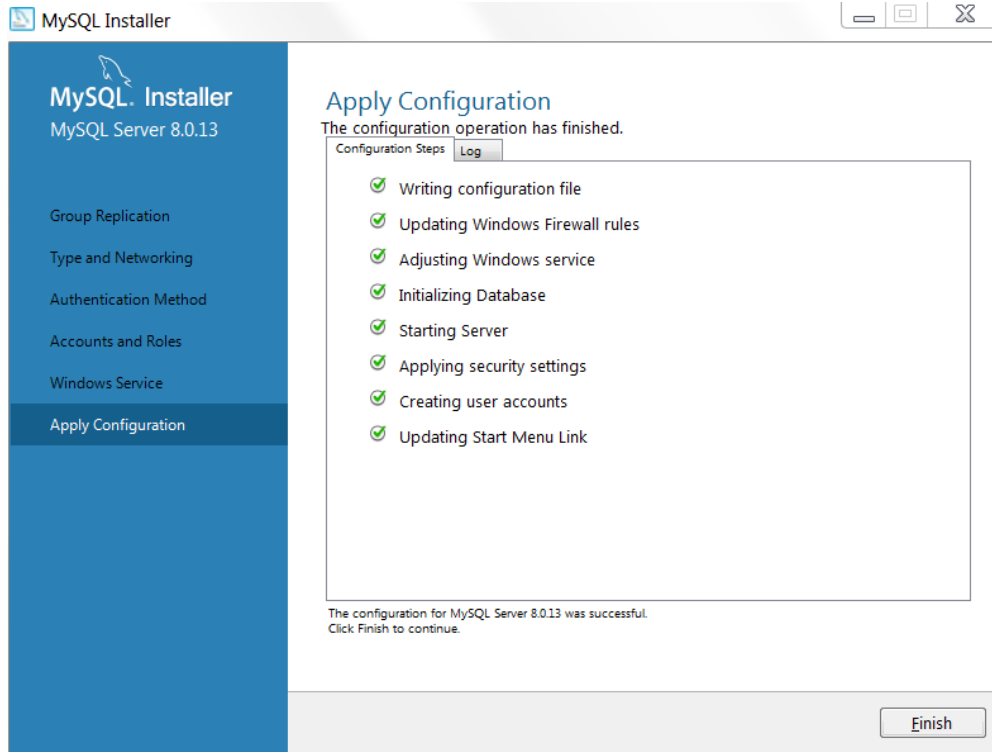 MySQL Installer
MySQL. Installer
MySQL Server 8.0.13
Group Replication
Type and Networking
Authentication Method
Accounts and Roles
Windows Service
Apply Configuration
Apply Configuration
The configuration operation has finished.
Configuration Steps Log
Writing configuration file
Updating Windows Firewall rules
Adjusting Windows service
Initializing Database
Starting Server
Applying security settings
Creating user accounts
Updating Start Menu Link
The configuration for MySQL Server 8.0.13 was successful.
Click Finish to continue.
Finish